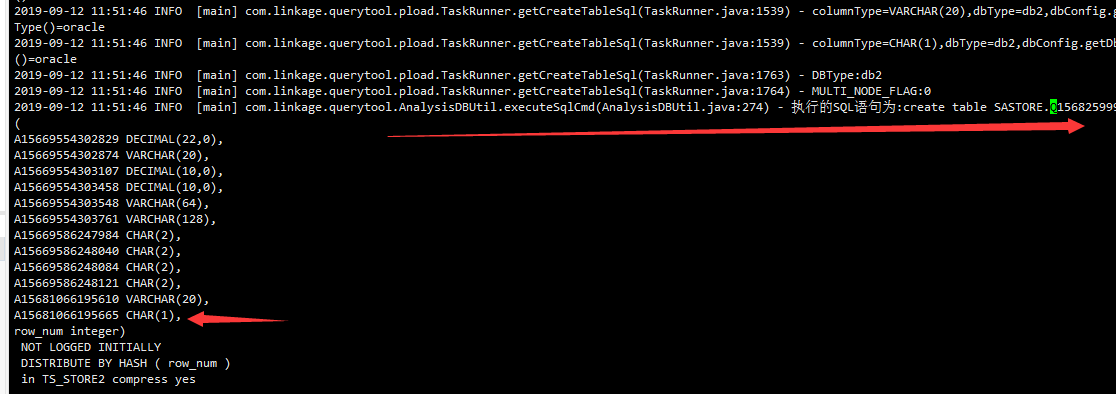 ()
2019-09-12 11:51:46 INFO  [main] com.linkage.querytool.pload.TaskRunner.getCreateTableSql(TaskRunner.java:1539) - columnType=VARCHAR(20),dbType=db2,dbConfig.g
Type()=oracle
2019-09-12 11:51:46 INFO  [main] com.linkage.querytool.pload.TaskRunner.getCreateTableSql(TaskRunner.java:1539) - columnType=CHAR(1),dbType=db2,dbConfig.getDb
()=oracle
2019-09-12 11:51:46 INFO  [main] com.linkage.querytool.pload.TaskRunner.getCreateTableSql(TaskRunner.java:1763) - DBType:db2
2019-09-12 11:51:46 INFO  [main] com.linkage.querytool.pload.TaskRunner.getCreateTableSql(TaskRunner.java:1764) - MULTI_NODE_FLAG:0
2019-09-12 11:51:46 INFO  [main] com.linkage.querytool.AnalysisDBUtil.executeSqlCmd(AnalysisDBUtil.java:274) - 执行的SQL语句为:create table SASTORE.Q156825999
(
A15669554302829 DECIMAL(22,0),
A15669554302874 VARCHAR(20),
A15669554303107 DECIMAL(10,0),
A15669554303458 DECIMAL(10,0),
A15669554303548 VARCHAR(64),
A15669554303761 VARCHAR(128),
A15669586247984 CHAR(2),
A15669586248040 CHAR(2),
A15669586248084 CHAR(2),
A15669586248121 CHAR(2),
A15681066195610 VARCHAR(20),
A15681066195665 CHAR(1),
row_num integer)
NOT LOGGED INITIALLY
DISTRIBUTE BY HASH ( row_num )
in TS_STORE2 compress yes